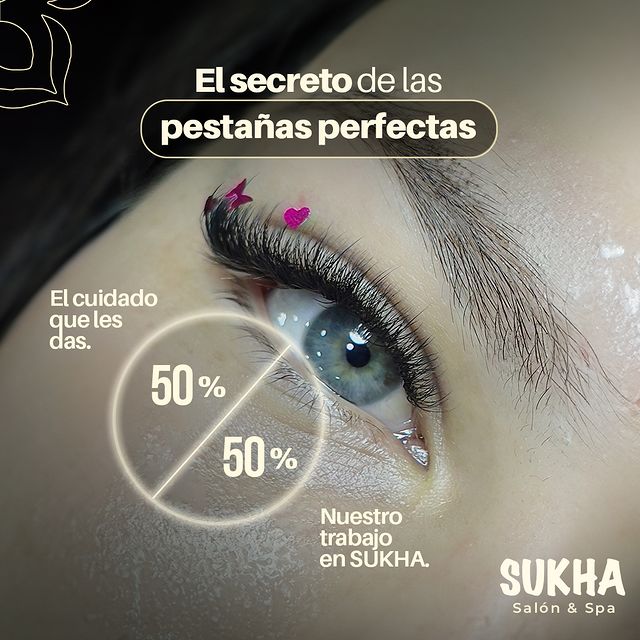 El secreto de las
pestañas perfectas
El cuidado
que les
das.
50%
50%
Nuestro
trabajo
en SUKHA.
SUKHA
Salón & Spa